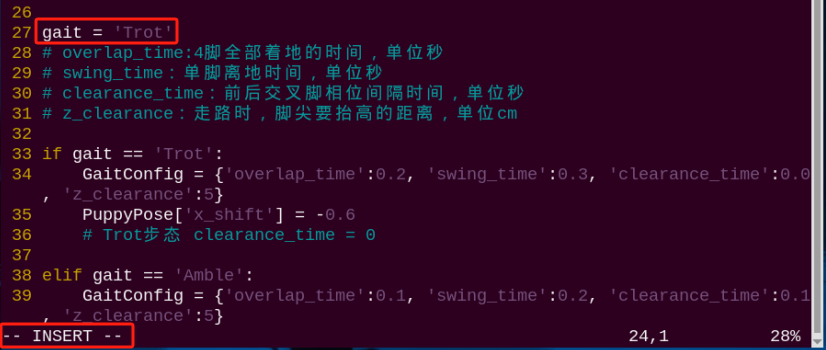 26
27 gait = 'Trot'
28 # overlap_time:4脚全部着地的时间，单位秒
29 # swing_time：单脚离地时间，单位秒
30 # clearance_time：前后交叉脚相位间隔时间，单位秒
31 # z_clearance：走路时，脚尖要抬高的距离，单位cm
32
33 if gait == 'Trot':
34     GaitConfig = {'overlap_time':0.2, 'swing_time':0.3, 'clearance_time':0.0
, 'z_clearance':5}
35     PuppyPose['x_shift'] = -0.6
36     # Trot步态 clearance_time = 0
37
38 elif gait == 'Amble':
39     GaitConfig = {'overlap_time':0.1, 'swing_time':0.2, 'clearance_time':0.1
, 'z_clearance':5}
-- INSERT -- 24,1 28%